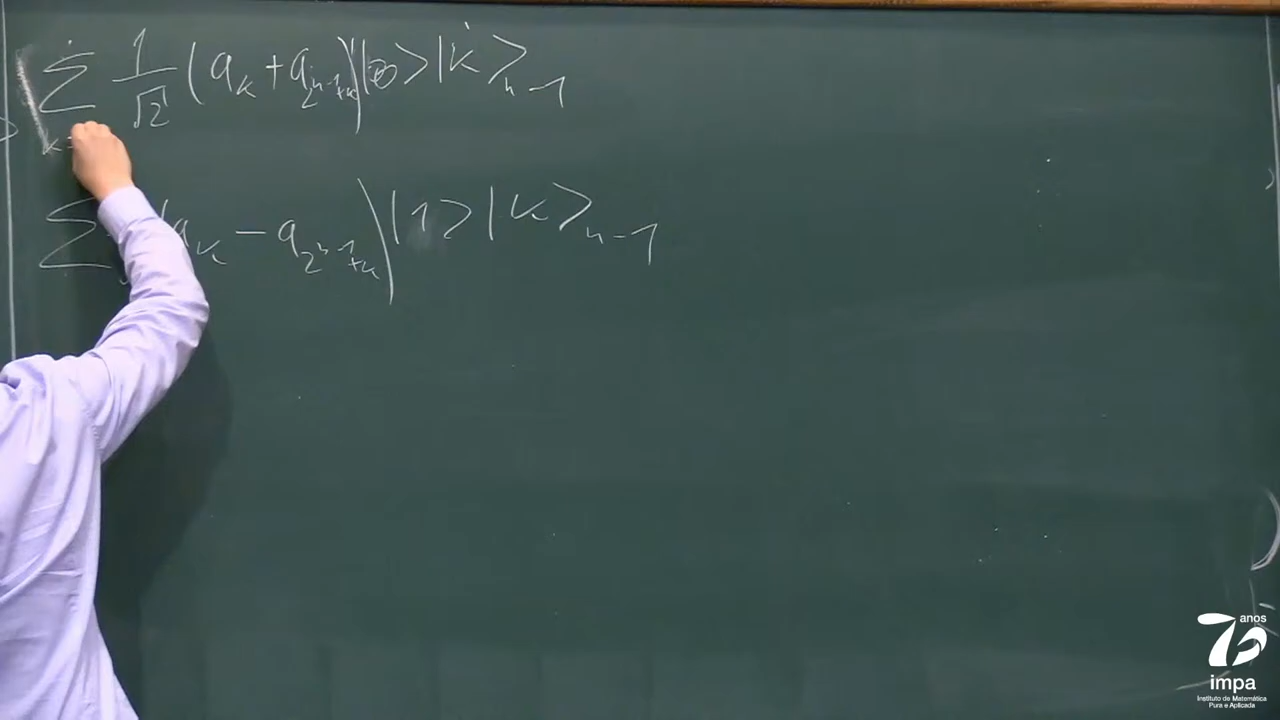 ∑ 1/√2 (a_k + a_{2^{n-1}+k}) |0>|k>_{n-1}
k=
∑ (a_k - a_{2^{n-1}+k}) |1>|k>_{n-1}
70 anos
impa
Instituto de Matemática
Pura e Aplicada